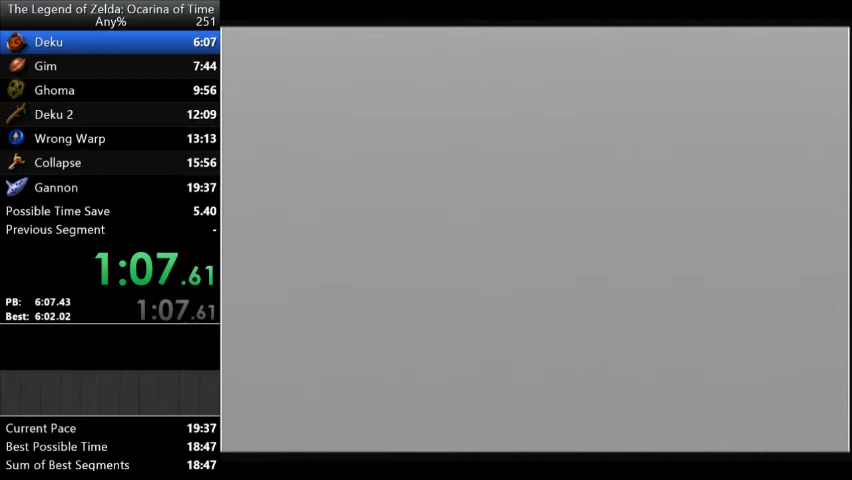 The Legend of Zelda: Ocarina of Time
Any% 251
Deku 6:07
Gim 7:44
Ghoma 9:56
Deku 2 12:09
Wrong Warp 13:13
Collapse 15:56
Gannon 19:37
Possible Time Save 5.40
Previous Segment -
1:07.61
PB: 6:07.43
Best: 6:02.02
1:07.61
Current Pace 19:37
Best Possible Time 18:47
Sum of Best Segments 18:47